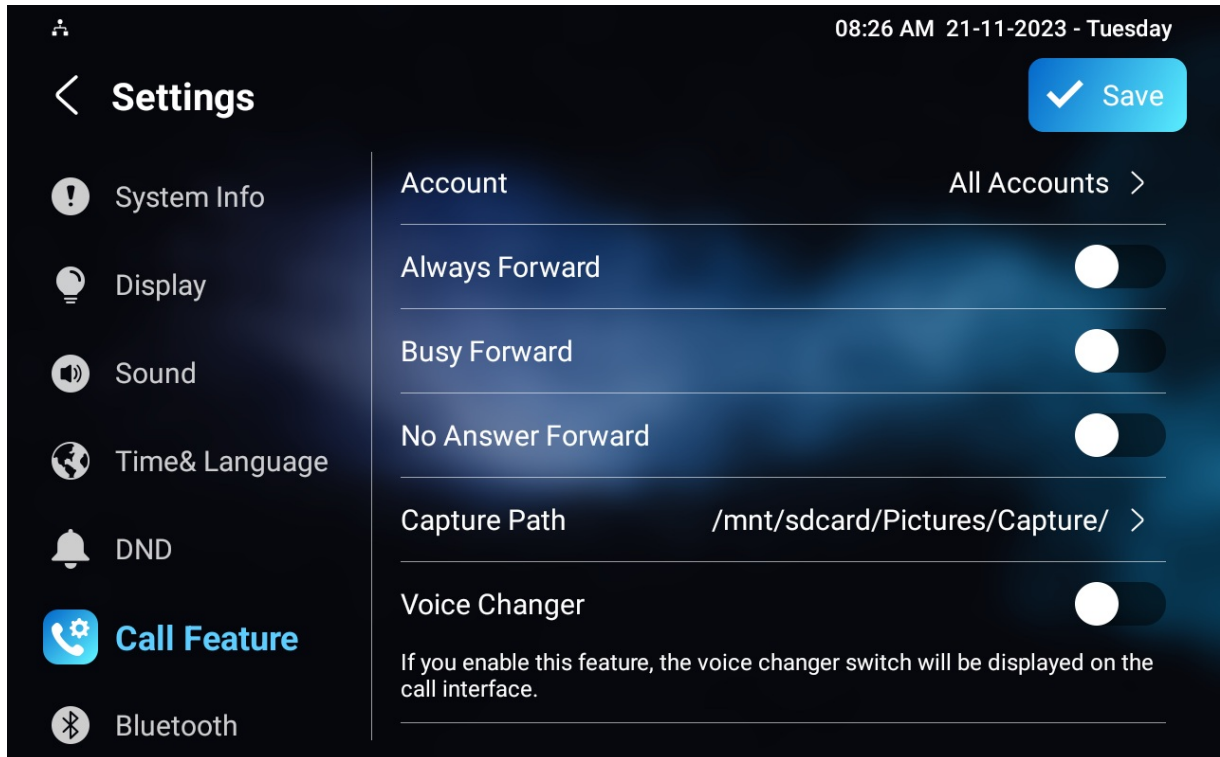 08:26 AM 21-11-2023 - Tuesday
Settings
Save
System Info
Display
Sound
Time& Language
DND
Call Feature
Bluetooth
Account All Accounts
Always Forward
Busy Forward
No Answer Forward
Capture Path /mnt/sdcard/Pictures/Capture/
Voice Changer
If you enable this feature, the voice changer switch will be displayed on the
call interface.